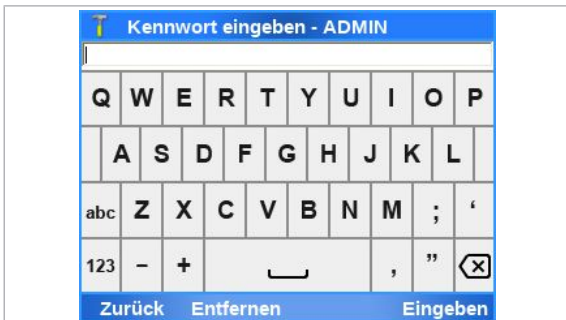 Kennwort eingeben - ADMIN
Q W E R T Y U I O P
A S D F G H J K L
abc Z X C V B N M ; ‘
123 - + , ”
Zurück Entfernen Eingeben